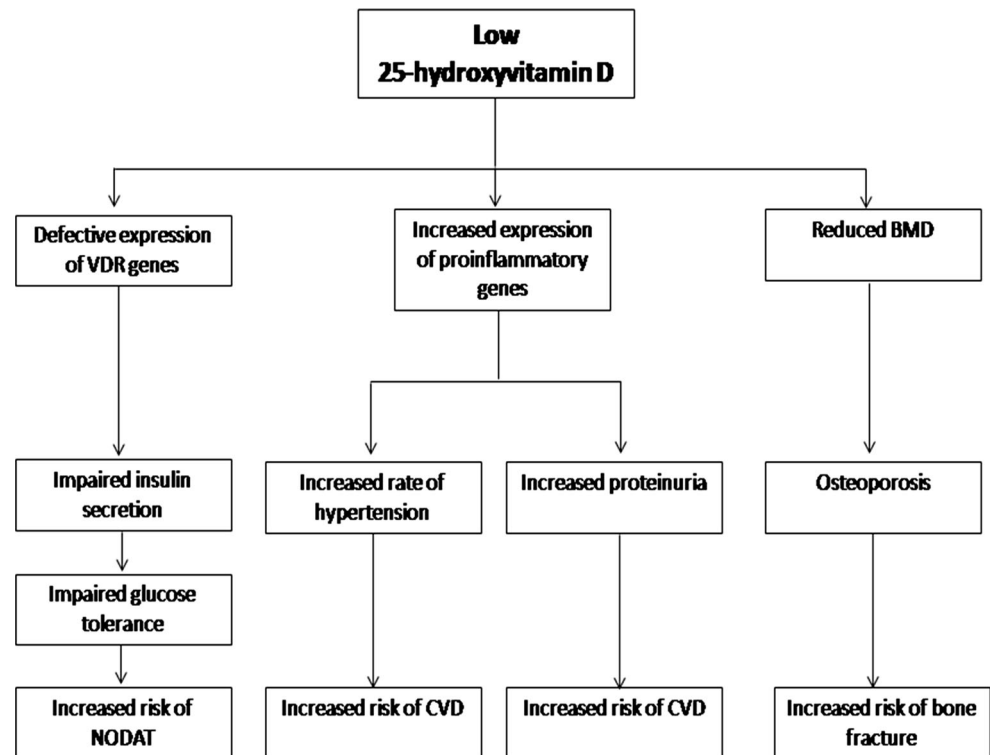 Low
25-hydroxyvitamin D
Defective expression
of VDR genes
Increased expression
of proinflammatory
genes
Reduced BMD
Impaired insulin
secretion
Increased rate of
hypertension
Increased proteinuria
Osteoporosis
Impaired glucose
tolerance
Increased risk of
NODAT
Increased risk of CVD
Increased risk of CVD
Increased risk of bone
fracture